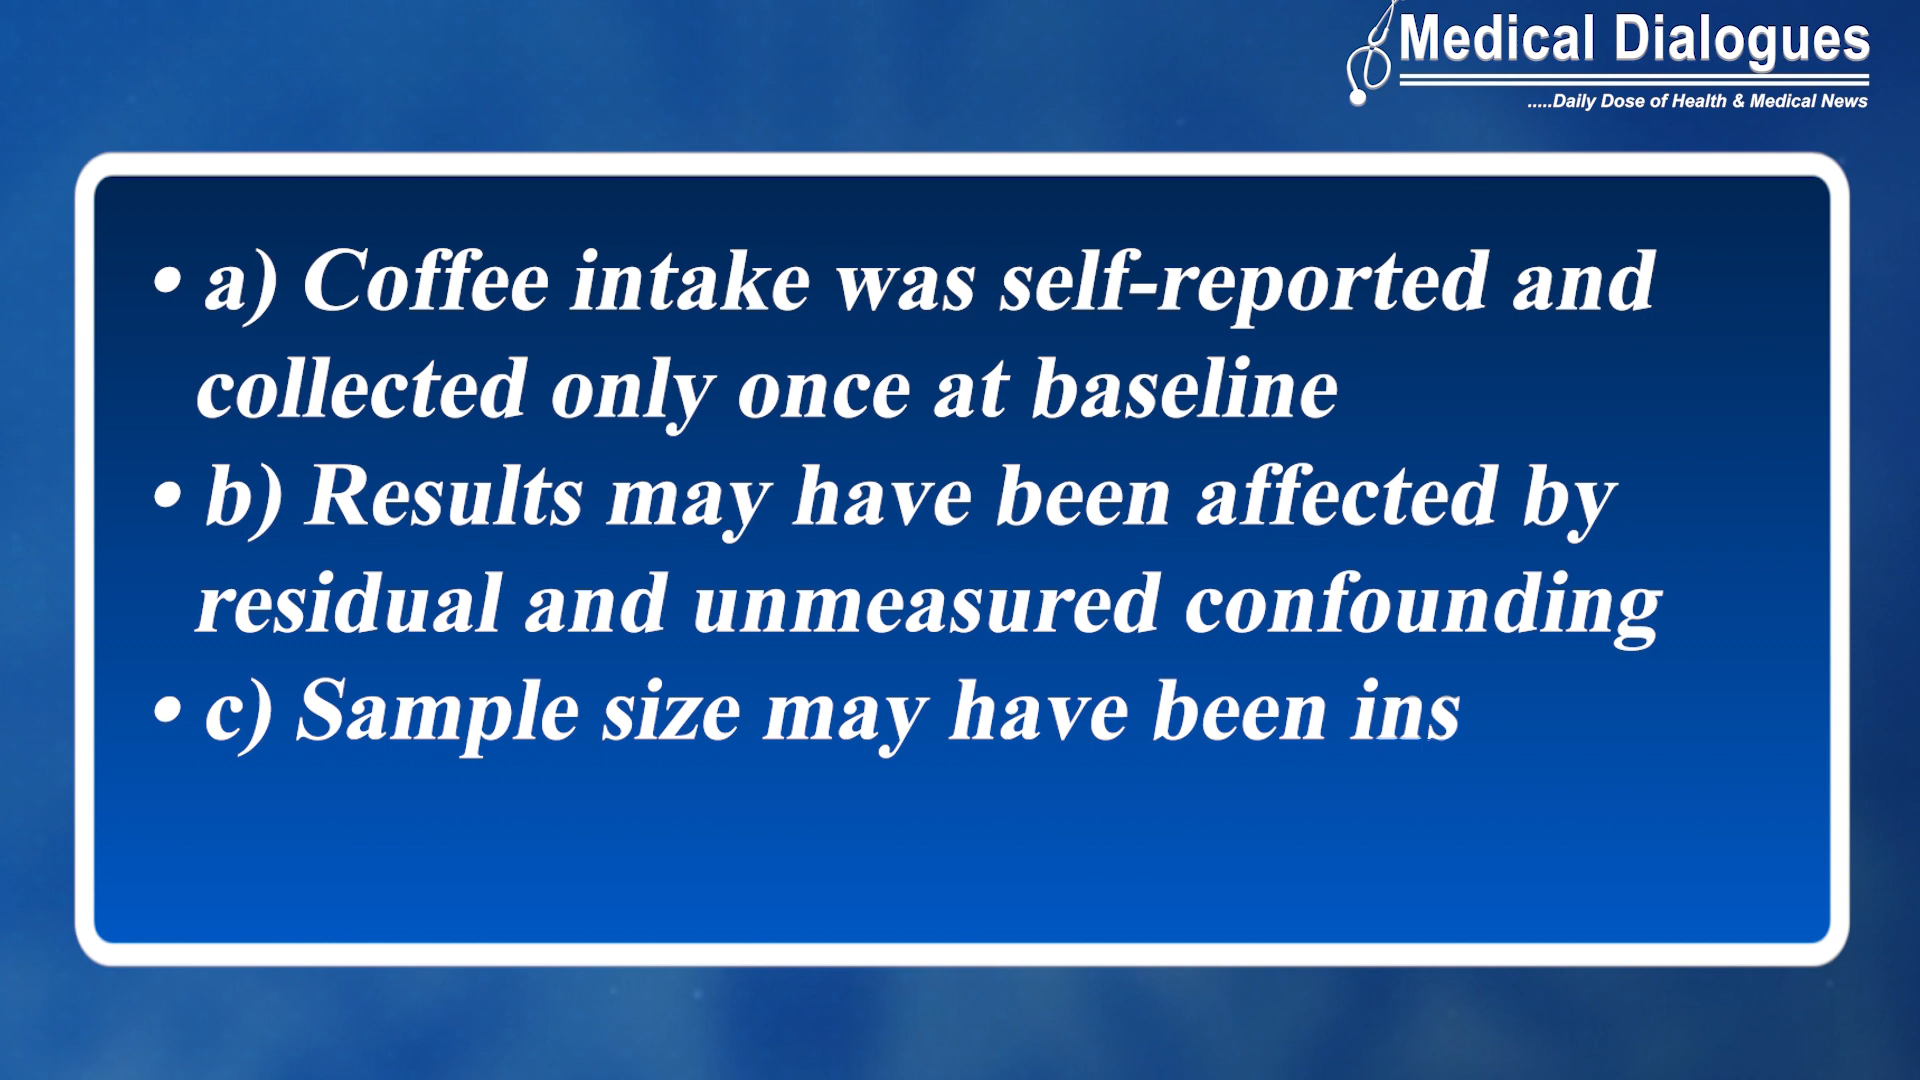 Medical Dialogues
.....Daily Dose of Health & Medical News
• a) Coffee intake was self-reported and
collected only once at baseline
• b) Results may have been affected by
residual and unmeasured confounding
• c) Sample size may have been ins